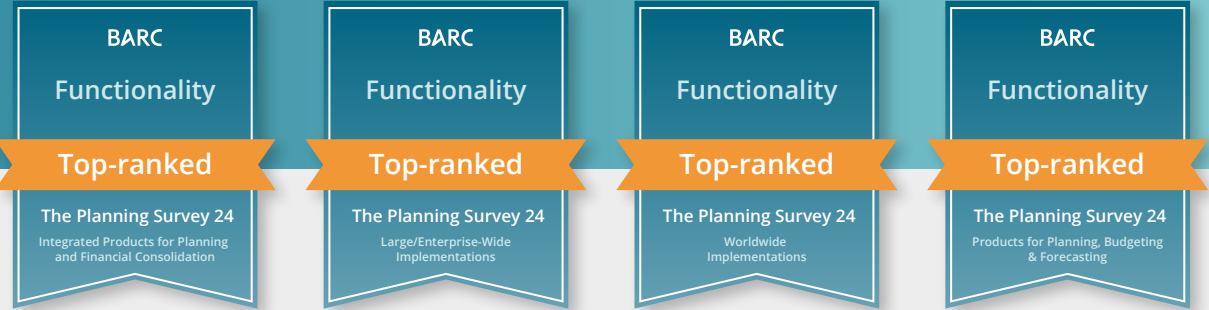 BARC
Functionality
Top-ranked
The Planning Survey 24
Integrated Products for Planning
and Financial Consolidation
BARC
Functionality
Top-ranked
The Planning Survey 24
Large/Enterprise-Wide
Implementations
BARC
Functionality
Top-ranked
The Planning Survey 24
Worldwide
Implementations
BARC
Functionality
Top-ranked
The Planning Survey 24
Products for Planning, Budgeting
& Forecasting